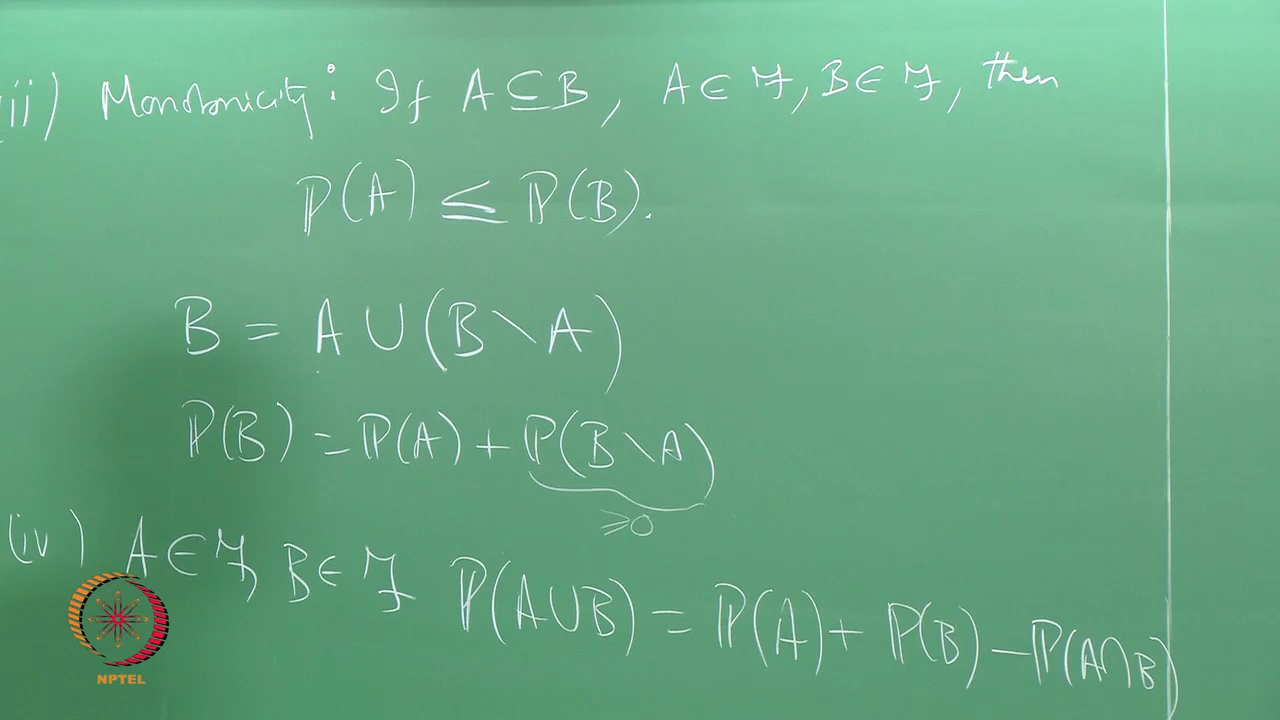 iii) Monotonicity: If A ⊆ B, A ∈ ℱ, B ∈ ℱ, then
ℙ(A) ≤ ℙ(B).
B = A ∪ (B \ A)
ℙ(B) = ℙ(A) + ℙ(B \ A)
≥0
(iv) A ∈ ℱ, B ∈ ℱ ℙ(A∪B) = ℙ(A) + ℙ(B) − ℙ(A∩B)
NPTEL